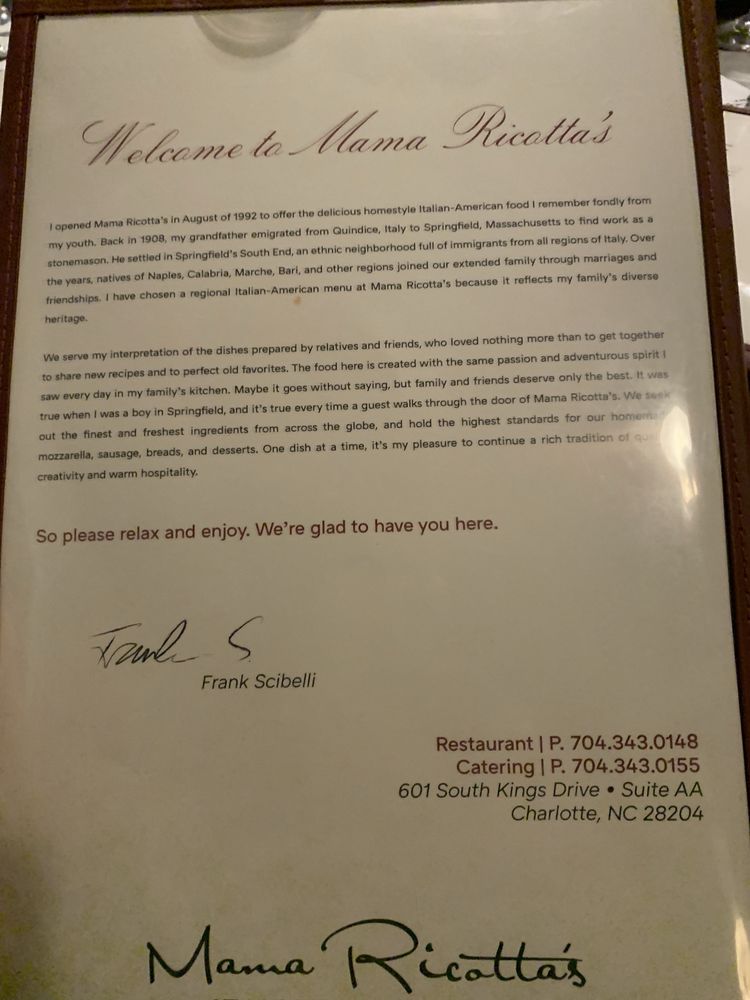 Welcome to Mama Ricotta's
I opened Mama Ricotta's in August of 1992 to offer the delicious homestyle Italian-American food I remember fondly from
my youth. Back in 1908, my grandfather emigrated from Quindice, Italy to Springfield, Massachusetts to find work as a
stonemason. He settled in Springfield's South End, an ethnic neighborhood full of immigrants from all regions of Italy. Over
the years, natives of Naples, Calabria, Marche, Bari, and other regions joined our extended family through marriages and
friendships. I have chosen a regional Italian-American menu at Mama Ricotta's because it reflects my family's diverse
heritage.
We serve my interpretation of the dishes prepared by relatives and friends, who loved nothing more than to get together
to share new recipes and to perfect old favorites. The food here is created with the same passion and adventurous spirit I
saw every day in my family's kitchen. Maybe it goes without saying, but family and friends deserve only the best. It was
true when I was a boy in Springfield, and it's true every time a guest walks through the door of Mama Ricotta's. We seek
out the finest and freshest ingredients from across the globe, and hold the highest standards for our
mozzarella, sausage, breads, and desserts. One dish at a time, it's my pleasure to continue a rich tradition of
creativity and warm hospitality.
So please relax and enjoy. We're glad to have you here.
Frank S.
Frank Scibelli
Restaurant | P. 704.343.0148
Catering | P. 704.343.0155
601 South Kings Drive • Suite AA
Charlotte, NC 28204
Mama Ricotta's